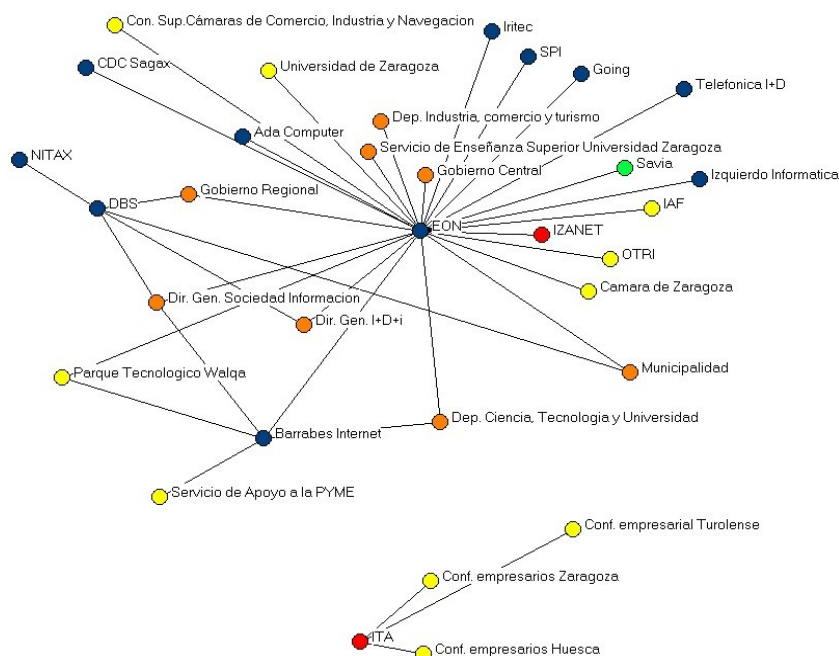 Con. Sup.Cámaras de Comercio, Industria y Navegacion
Iritec
SPI
CDC Sagax
Universidad de Zaragoza
Going
Telefonica I+D
Dep. Industria, comercio y turismo
Ada Computer
Servicio de Enseñanza Superior Universidad Zaragoza
NITAX
Savia
Gobierno Central
Izquierdo Informatica
Gobierno Regional
DBS
IAF
EON
IZANET
OTRI
Camara de Zaragoza
Dir. Gen. Sociedad Informacion
Dir. Gen. I+D+i
Parque Tecnologico Walqa
Municipalidad
Dep. Ciencia, Tecnologia y Universidad
Barrabes Internet
Servicio de Apoyo a la PYME
Conf. empresarial Turolense
Conf. empresarios Zaragoza
ITA
Conf. empresarios Huesca